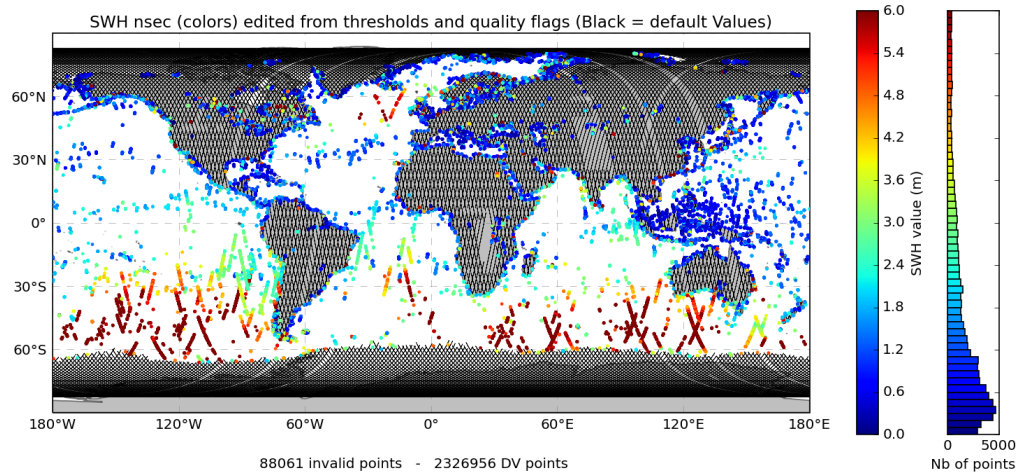 SWH nsec (colors) edited from thresholds and quality flags (Black = default Values)
60°N
30°N
0°
30°S
60°S
180°W 120°W 60°W 0° 60°E 120°E 180°E
88061 invalid points - 2326956 DV points
6.0
5.4
4.8
4.2
3.6
3.0
2.4
1.8
1.2
0.6
0.0
SWH value (m)
0 5000
Nb of points